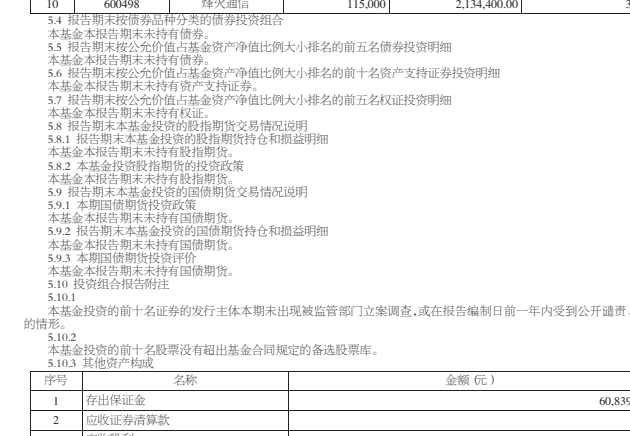 10 600498 烽火通信 115,000 2,134,400.00 3
5.4 报告期末按债券品种分类的债券投资组合
本基金本报告期末未持有债券。
5.5 报告期末按公允价值占基金资产净值比例大小排名的前五名债券投资明细
本基金本报告期末未持有债券。
5.6 报告期末按公允价值占基金资产净值比例大小排名的前十名资产支持证券投资明细
本基金本报告期末未持有资产支持证券。
5.7 报告期末按公允价值占基金资产净值比例大小排名的前五名权证投资明细
本基金本报告期末未持有权证。
5.8 报告期末本基金投资的股指期货交易情况说明
5.8.1 报告期末本基金投资的股指期货持仓和损益明细
本基金本报告期末未持有股指期货。
5.8.2 本基金投资股指期货的投资政策
本基金本报告期末未持有股指期货。
5.9 报告期末本基金投资的国债期货交易情况说明
5.9.1 本期国债期货投资政策
本基金本报告期末未持有国债期货。
5.9.2 报告期末本基金投资的国债期货持仓和损益明细
本基金本报告期末未持有国债期货。
5.9.3 本期国债期货投资评价
本基金本报告期末未持有国债期货。
5.10 投资组合报告附注
5.10.1
本基金投资的前十名证券的发行主体本期未出现被监管部门立案调查,或在报告编制日前一年内受到公开谴责、
的情形。
5.10.2
本基金投资的前十名股票没有超出基金合同规定的备选股票库。
5.10.3 其他资产构成
序号 名称 金额(元)
1 存出保证金 60,839
2 应收证券清算款